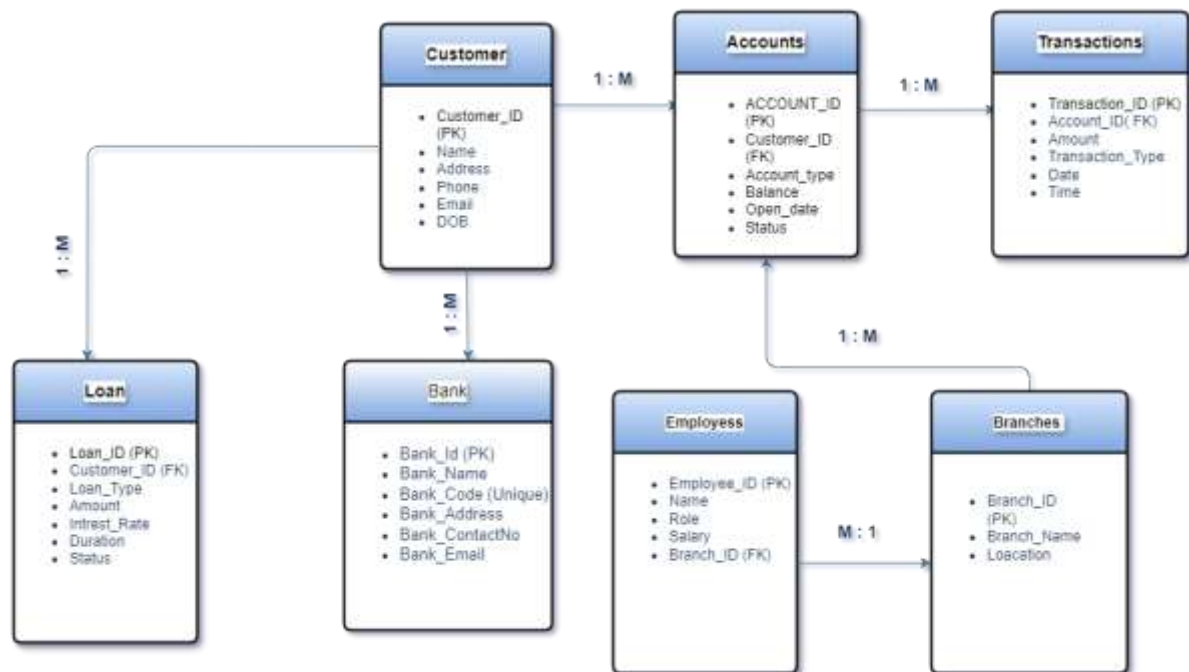 Customer
Customer_ID
(PK)
Name
Address
Phone
Email
DOB
1 : M
Accounts
ACCOUNT_ID
(PK)
Customer_ID
(FK)
Account_type
Balance
Open_date
Status
1 : M
Transactions
Transaction_ID (PK)
Account_ID( FK)
Amount
Transaction_Type
Date
Time
1 : M
1 : M
1 : M
Loan
Loan_ID (PK)
Customer_ID (FK)
Loan_Type
Amount
Intrest_Rate
Duration
Status
Bank
Bank_Id (PK)
Bank_Name
Bank_Code (Unique)
Bank_Address
Bank_ContactNo
Bank_Email
Employess
Employee_ID (PK)
Name
Role
Salary
Branch_ID (FK)
M : 1
Branches
Branch_ID
(PK)
Branch_Name
Loacation